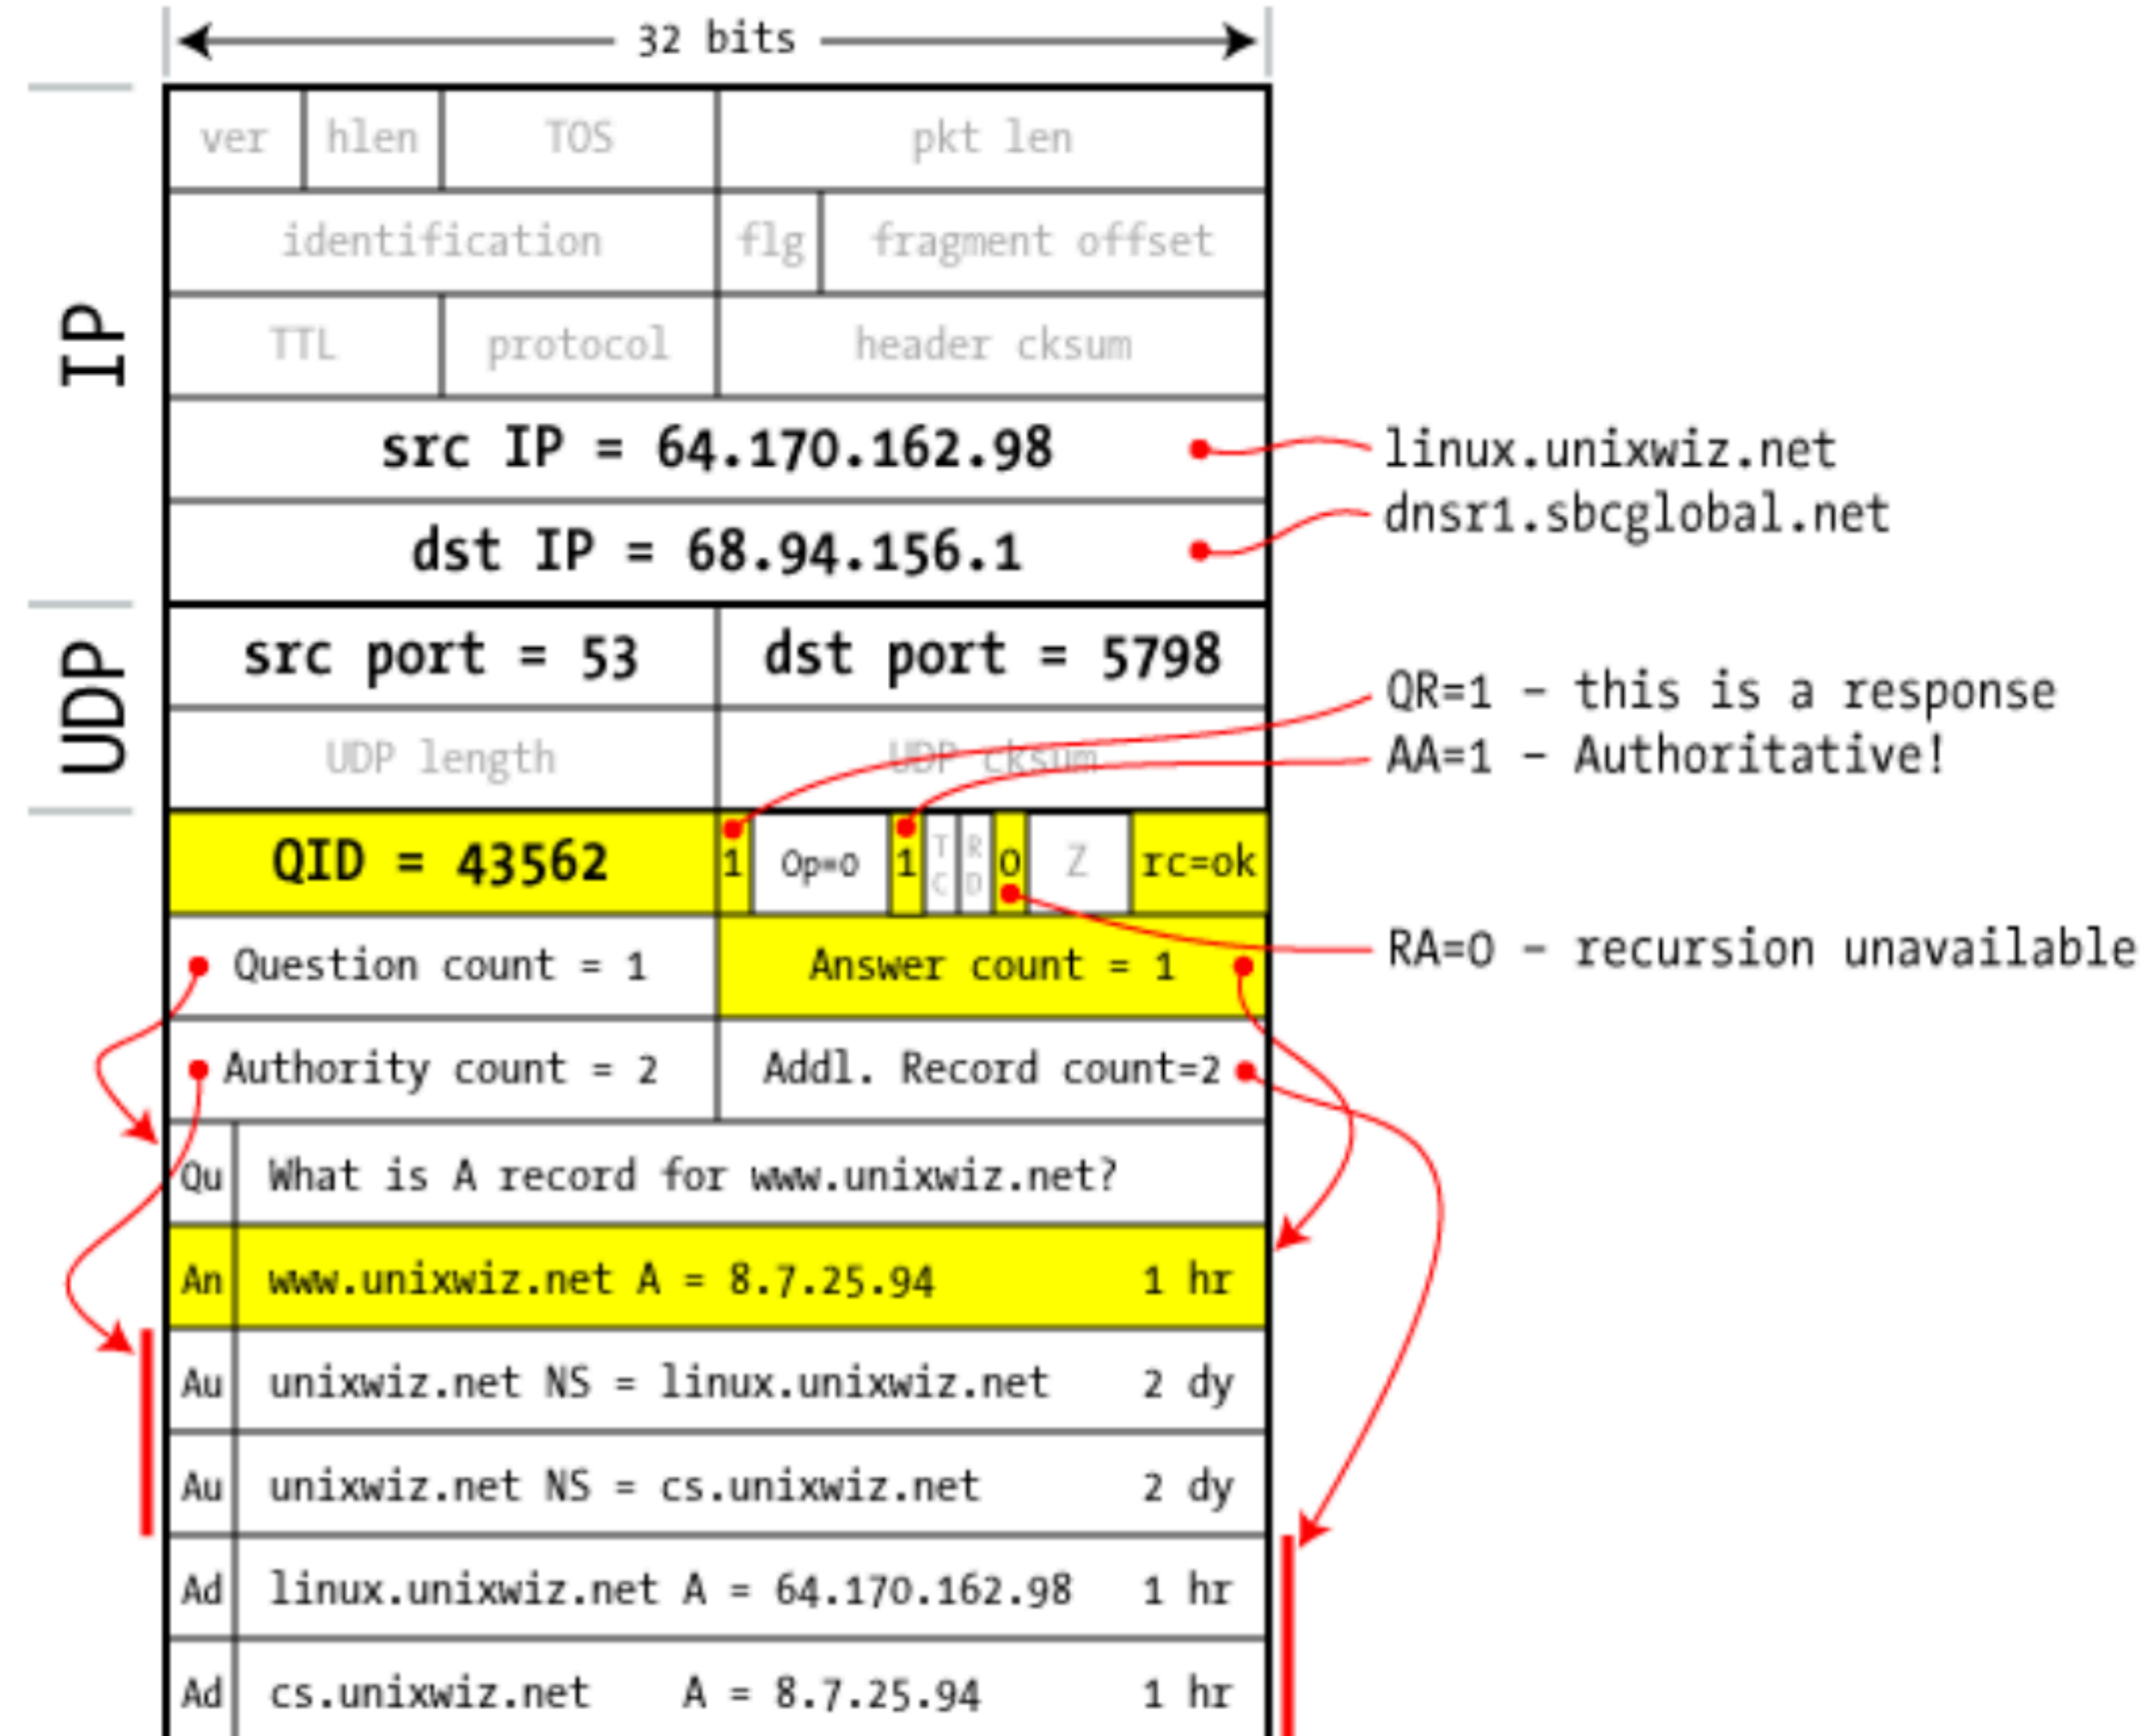 32 bits
ver hlen TOS pkt len
identification flg fragment offset
TTL protocol header cksum
IP
src IP = 64.170.162.98
linux.unixwiz.net
dst IP = 68.94.156.1
dnsr1.sbcglobal.net
UDP
src port = 53 dst port = 5798
QR=1 – this is a response
UDP length UDP cksum
AA=1 – Authoritative!
QID = 43562 1 Op=0 1 TC RD 0 Z rc=ok
RA=0 – recursion unavailable
Question count = 1 Answer count = 1
Authority count = 2 Addl. Record count=2
Qu What is A record for www.unixwiz.net?
An www.unixwiz.net A = 8.7.25.94 1 hr
Au unixwiz.net NS = linux.unixwiz.net 2 dy
Au unixwiz.net NS = cs.unixwiz.net 2 dy
Ad linux.unixwiz.net A = 64.170.162.98 1 hr
Ad cs.unixwiz.net A = 8.7.25.94 1 hr